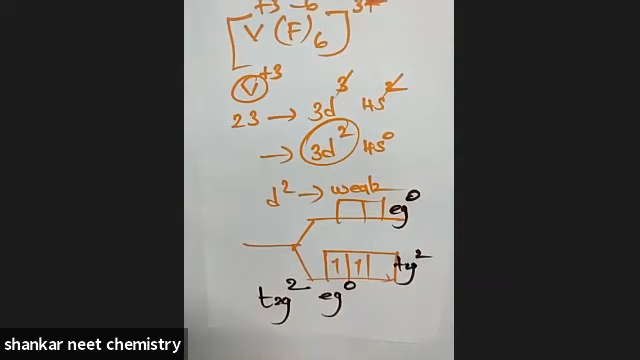 +3 -6
[V (F)6]3-
V+3
23 → 3d3 4s2
→ 3d2 4s0
d2 → weak
eg0
t2g2
t2g2 eg0
shankar neet chemistry